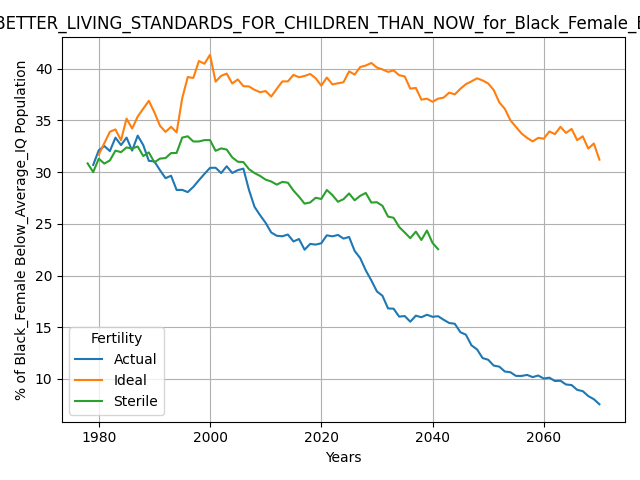 BETTER_LIVING_STANDARDS_FOR_CHILDREN_THAN_NOW_for_Black_Female_B
% of Black_Female Below_Average_IQ Population
40
35
30
25
20
15
10
Fertility
Actual
Ideal
Sterile
1980 2000 2020 2040 2060
Years